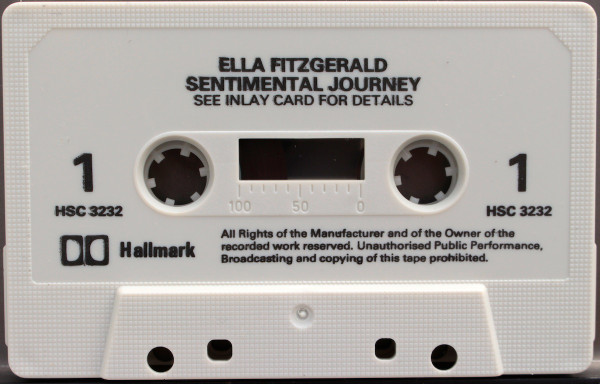 ELLA FITZGERALD
SENTIMENTAL JOURNEY
SEE INLAY CARD FOR DETAILS
1
1
HSC 3232
HSC 3232
100 50 0
Hallmark
All Rights of the Manufacturer and of the Owner of the
recorded work reserved. Unauthorised Public Performance,
Broadcasting and copying of this tape prohibited.